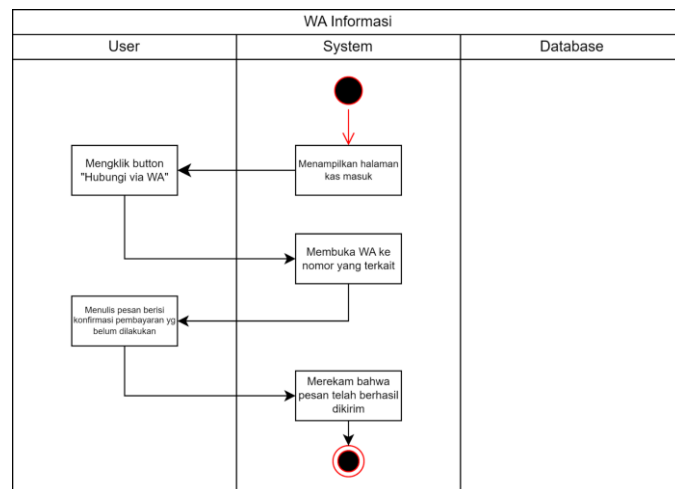 WA Informasi
User
System
Database
Menampilkan halaman
kas masuk
Mengklik button
"Hubungi via WA"
Membuka WA ke
nomor yang terkait
Menulis pesan berisi
konfirmasi pembayaran yg
belum dilakukan
Merekam bahwa
pesan telah berhasil
dikirim